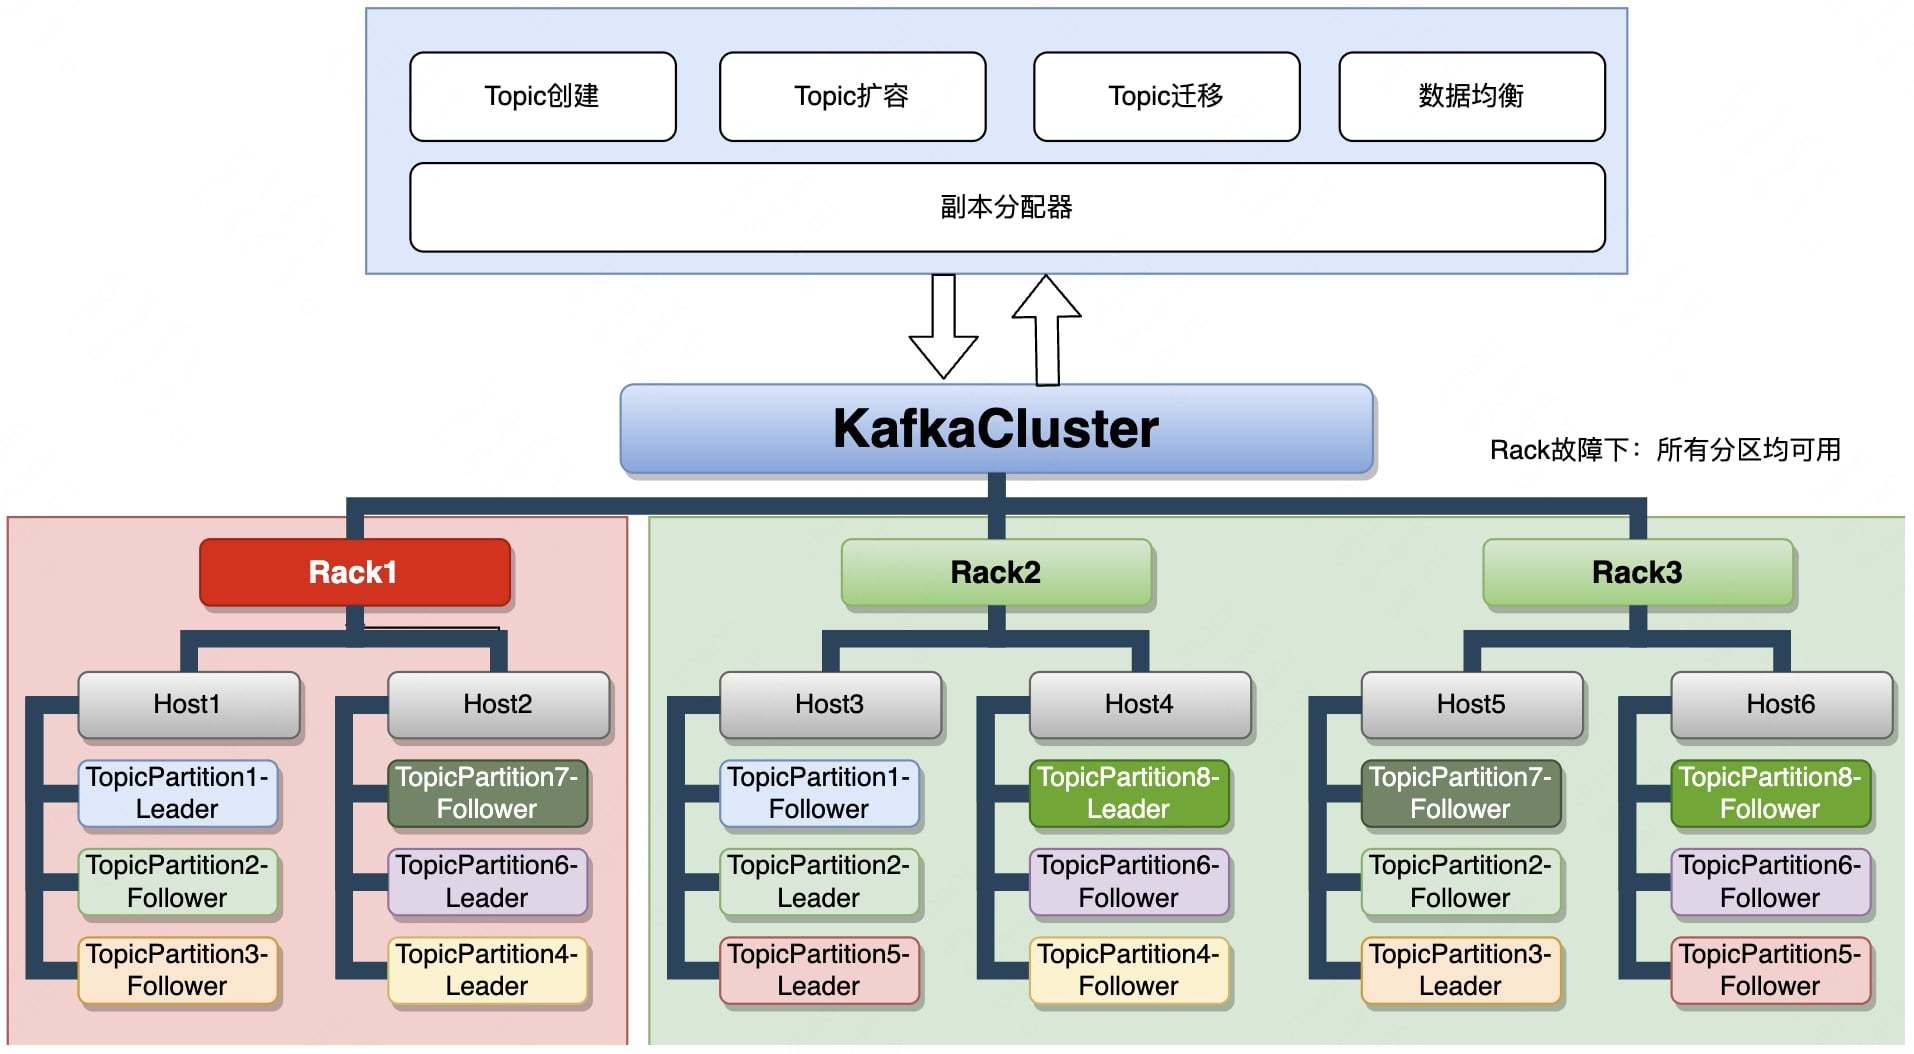 Topic创建
Topic扩容
Topic迁移
数据均衡
副本分配器
KafkaCluster
Rack故障下：所有分区均可用
Rack1
Rack2
Rack3
Host1
Host2
Host3
Host4
Host5
Host6
TopicPartition1-
Leader
TopicPartition7-
Follower
TopicPartition1-
Follower
TopicPartition8-
Leader
TopicPartition7-
Follower
TopicPartition8-
Follower
TopicPartition2-
Follower
TopicPartition6-
Leader
TopicPartition2-
Leader
TopicPartition6-
Follower
TopicPartition2-
Follower
TopicPartition6-
Follower
TopicPartition3-
Follower
TopicPartition4-
Leader
TopicPartition5-
Leader
TopicPartition4-
Follower
TopicPartition3-
Leader
TopicPartition5-
Follower